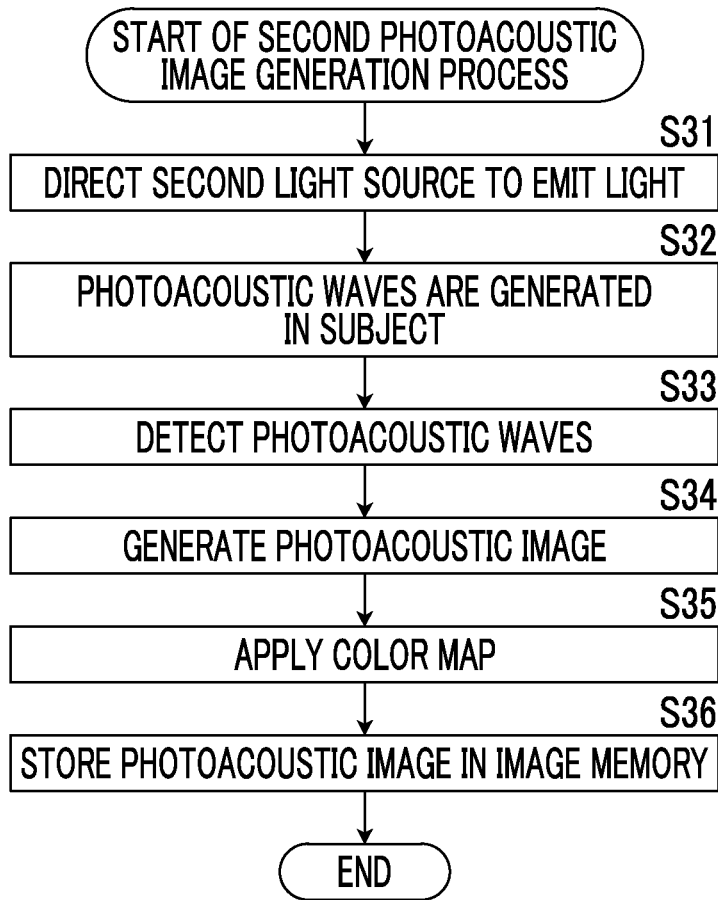 START OF SECOND PHOTOACOUSTIC
IMAGE GENERATION PROCESS
S31
DIRECT SECOND LIGHT SOURCE TO EMIT LIGHT
S32
PHOTOACOUSTIC WAVES ARE GENERATED
IN SUBJECT
S33
DETECT PHOTOACOUSTIC WAVES
S34
GENERATE PHOTOACOUSTIC IMAGE
S35
APPLY COLOR MAP
S36
STORE PHOTOACOUSTIC IMAGE IN IMAGE MEMORY
END